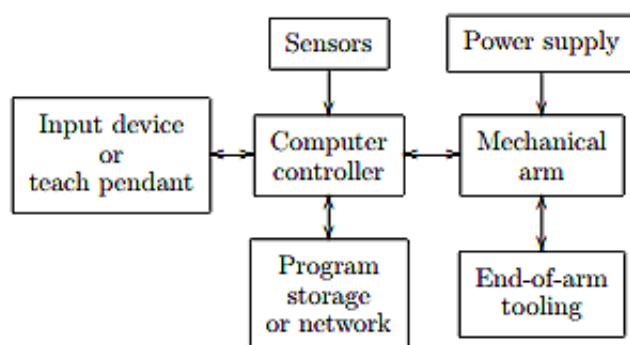 Sensors
Power supply
Input device
or
teach pendant
Computer
controller
Mechanical
arm
Program
storage
or network
End-of-arm
tooling